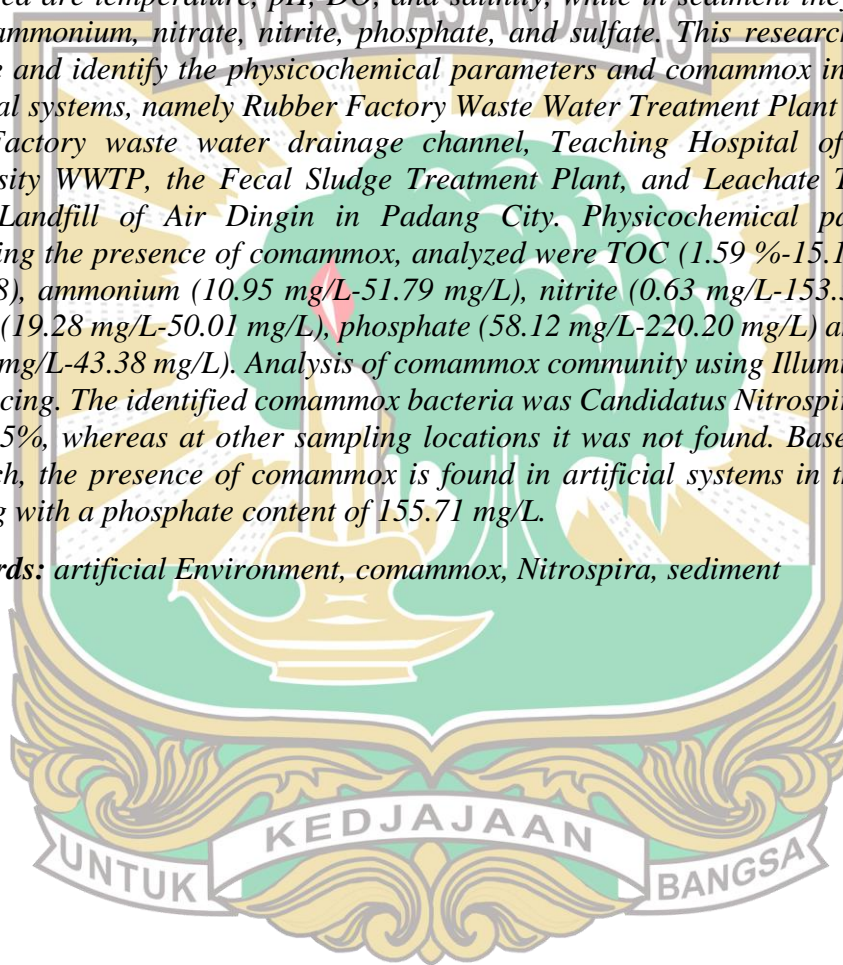 ed are temperature, pH, DO, and salinity, while in sediment they
ammonium, nitrate, nitrite, phosphate, and sulfate. This research
e and identify the physicochemical parameters and comammox in
al systems, namely Rubber Factory Waste Water Treatment Plant
Factory waste water drainage channel, Teaching Hospital of
sity WWTP, the Fecal Sludge Treatment Plant, and Leachate T
Landfill of Air Dingin in Padang City. Physicochemical pa
ing the presence of comammox, analyzed were TOC (1.59 %-15.1
8), ammonium (10.95 mg/L-51.79 mg/L), nitrite (0.63 mg/L-153.
(19.28 mg/L-50.01 mg/L), phosphate (58.12 mg/L-220.20 mg/L) a
mg/L-43.38 mg/L). Analysis of comammox community using Illumi
cing. The identified comammox bacteria was Candidatus Nitrospir
5%, whereas at other sampling locations it was not found. Base
ch, the presence of comammox is found in artificial systems in th
g with a phosphate content of 155.71 mg/L.
rds: artificial Environment, comammox, Nitrospira, sediment
UNIVERSITAS ANDALAS
UNTUK KEDJAJAAN BANGSA